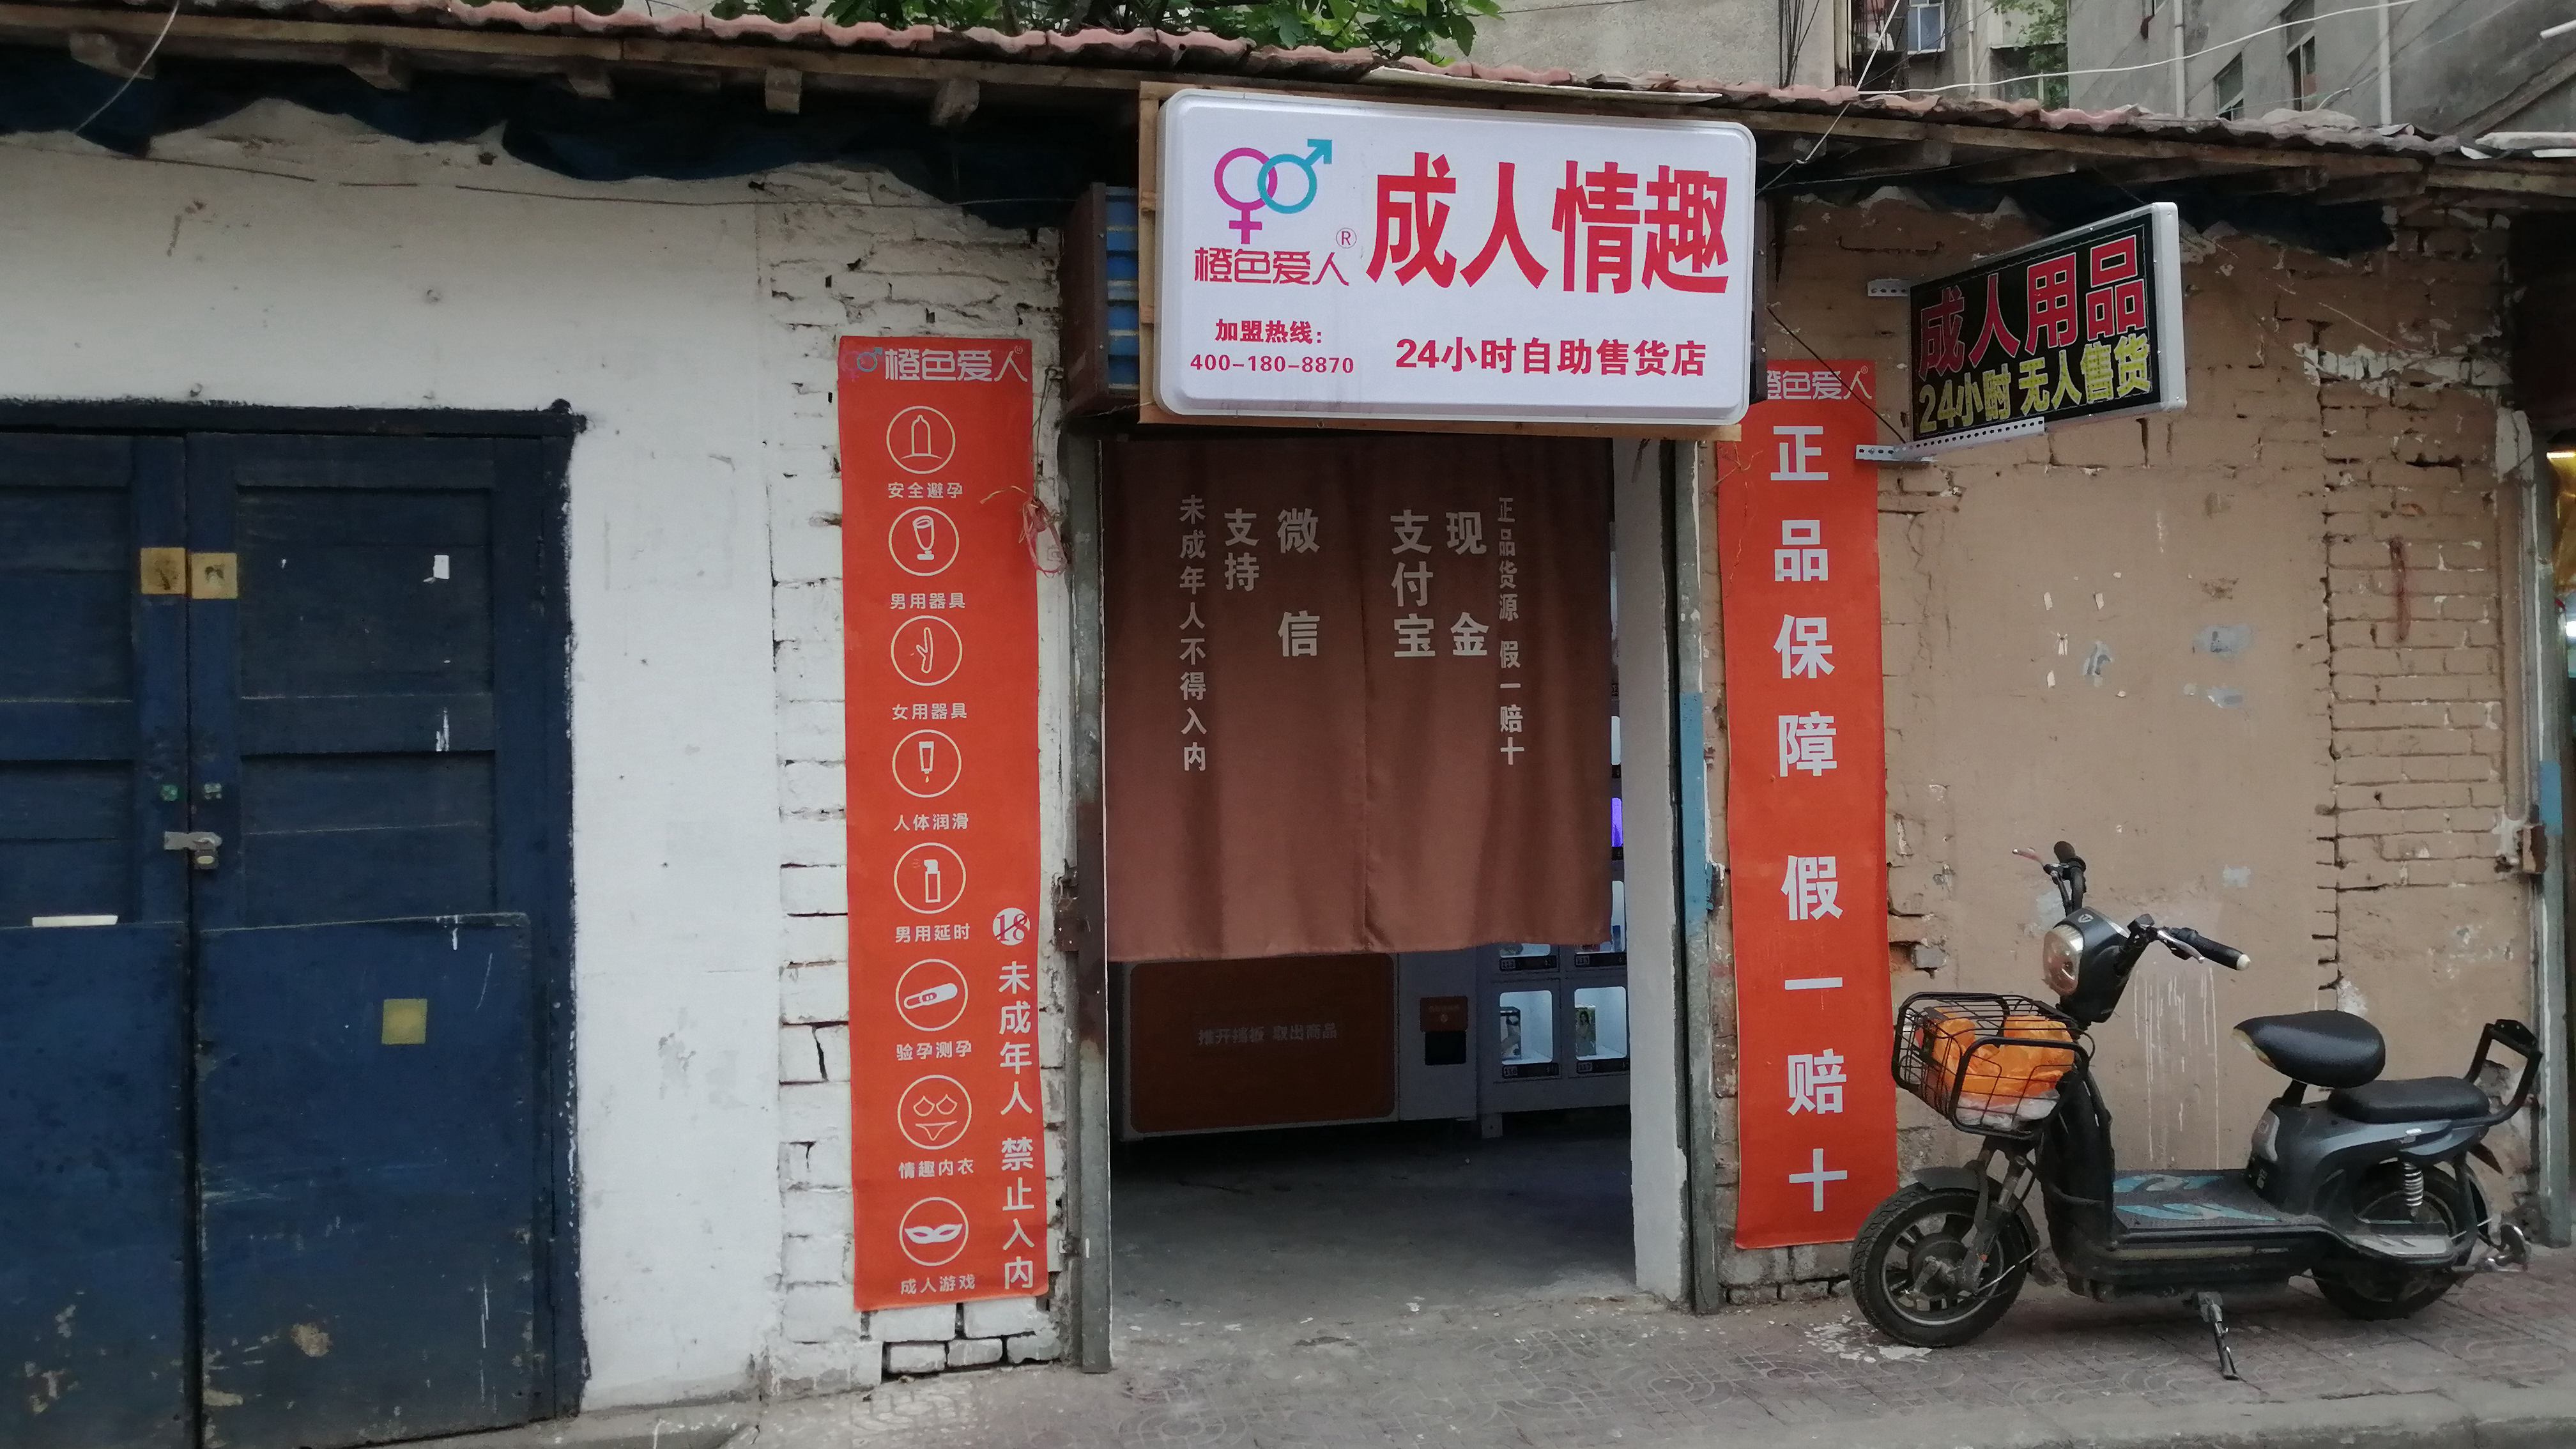 橙色爱人®
成人情趣
加盟热线：
400-180-8870
24小时自助售货店
成人用品
24小时 无人售货
橙色爱人
安全避孕
男用器具
女用器具
人体润滑
男用延时
验孕测孕
情趣内衣
成人游戏
18
未成年人 禁止入内
未成年人不得入内
支持
微信
支付宝
现金
正品货源 假一赔十
推开挡板 取出商品
橙色爱人
正品保障 假一赔十